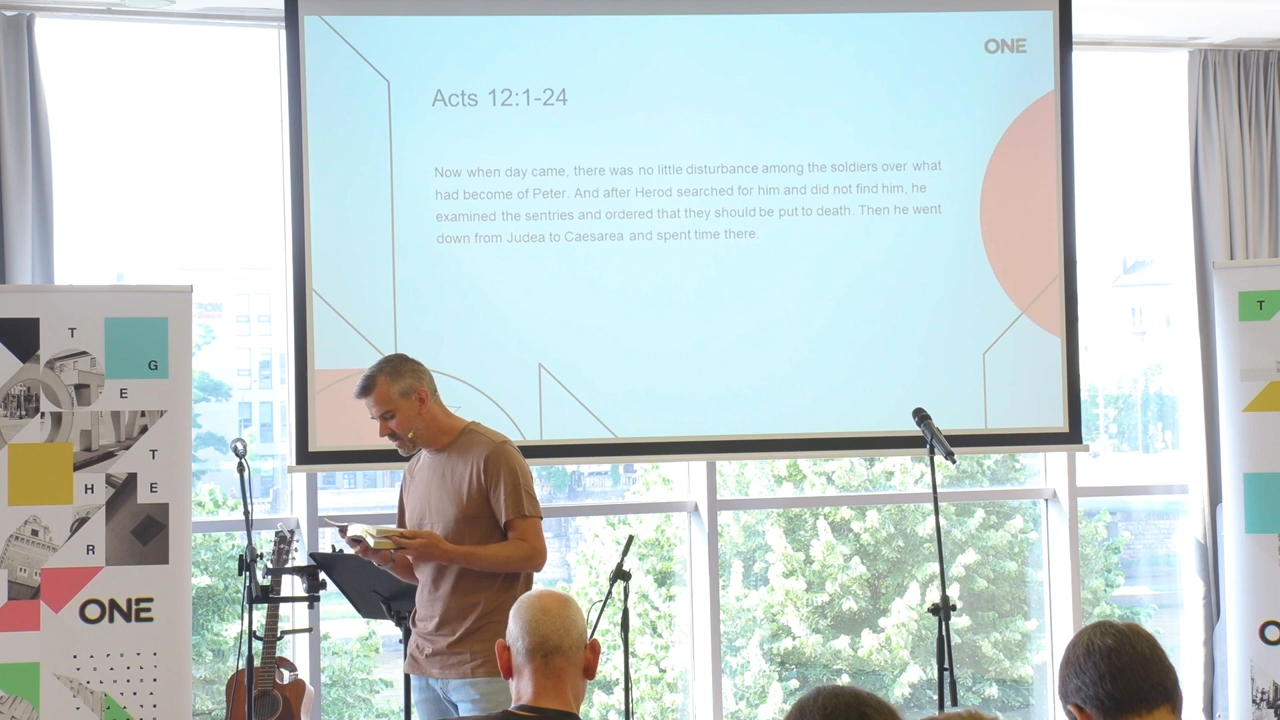 ONE
Acts 12:1-24
Now when day came, there was no little disturbance among the soldiers over what
had become of Peter. And after Herod searched for him and did not find him, he
examined the sentries and ordered that they should be put to death. Then he went
down from Judea to Caesarea and spent time there.
T
G
E
T
H
E
R
ONE
T